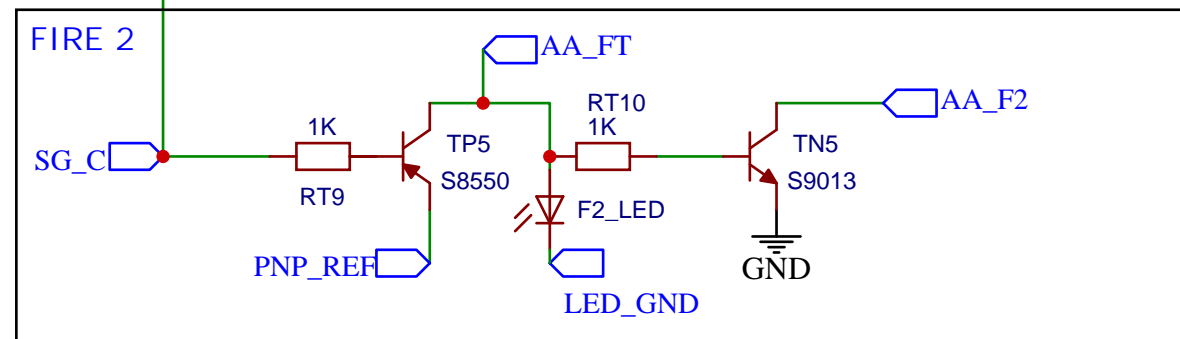 FIRE 2
AA_FT
RT10
1K
AA_F2
1K
TP5
TN5
SG_C
S8550
S9013
RT9
F2_LED
PNP_REF
GND
LED_GND